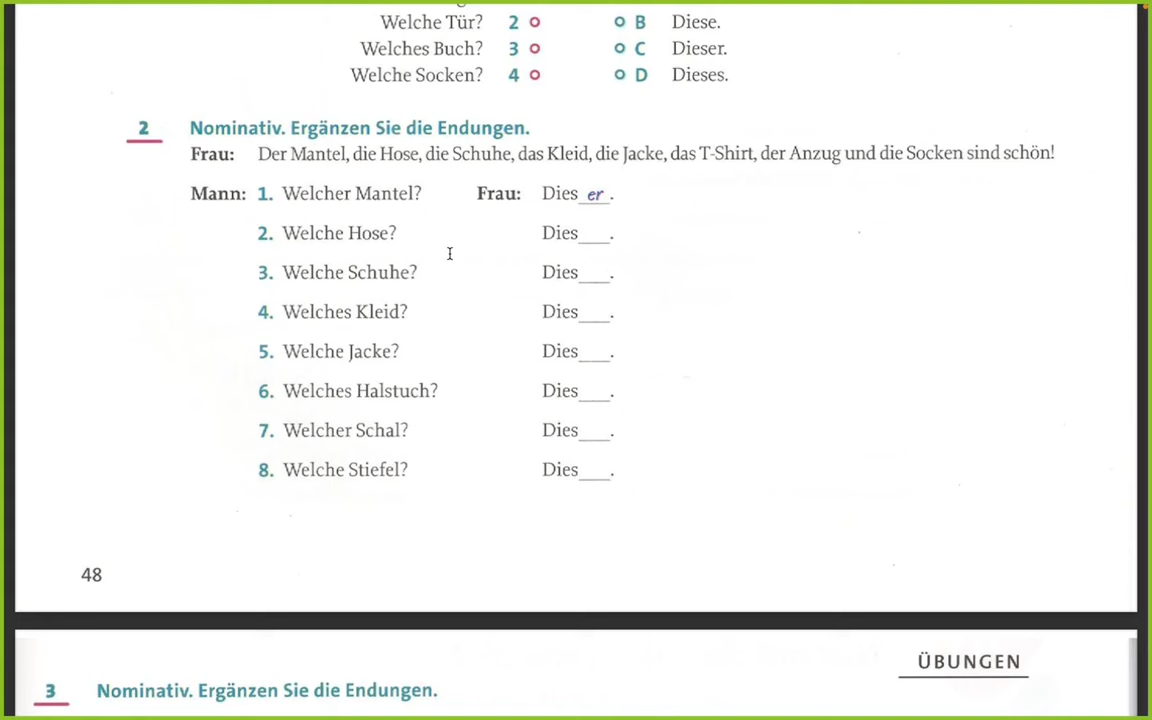 Welche Tür? 2 B Diese.
Welches Buch? 3 C Dieser.
Welche Socken? 4 D Dieses.
2 Nominativ. Ergänzen Sie die Endungen.
Frau: Der Mantel, die Hose, die Schuhe, das Kleid, die Jacke, das T-Shirt, der Anzug und die Socken sind schön!
Mann: 1. Welcher Mantel? Frau: Dies er .
2. Welche Hose? Dies___.
3. Welche Schuhe? Dies___.
4. Welches Kleid? Dies___.
5. Welche Jacke? Dies___.
6. Welches Halstuch? Dies___.
7. Welcher Schal? Dies___.
8. Welche Stiefel? Dies___.
48
ÜBUNGEN
3 Nominativ. Ergänzen Sie die Endungen.